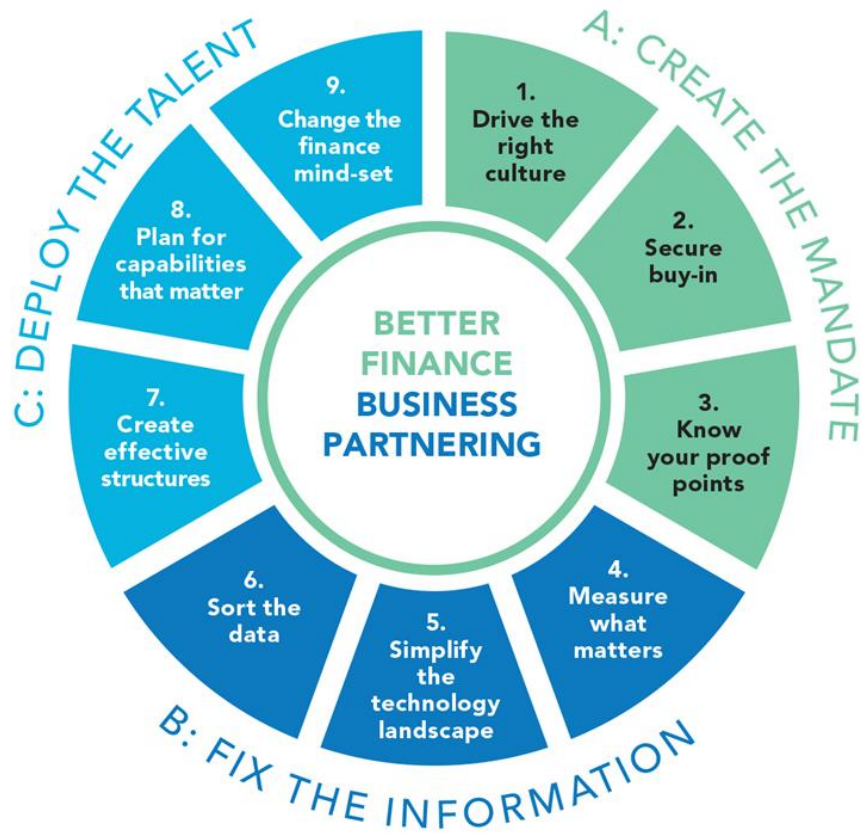 A: CREATE THE MANDATE
1.
Drive the
right
culture
2.
Secure
buy-in
3.
Know
your proof
points
B: FIX THE INFORMATION
4.
Measure
what
matters
5.
Simplify
the
technology
landscape
6.
Sort the
data
C: DEPLOY THE TALENT
7.
Create
effective
structures
8.
Plan for
capabilities
that matter
9.
Change the
finance
mind-set
BETTER
FINANCE
BUSINESS
PARTNERING